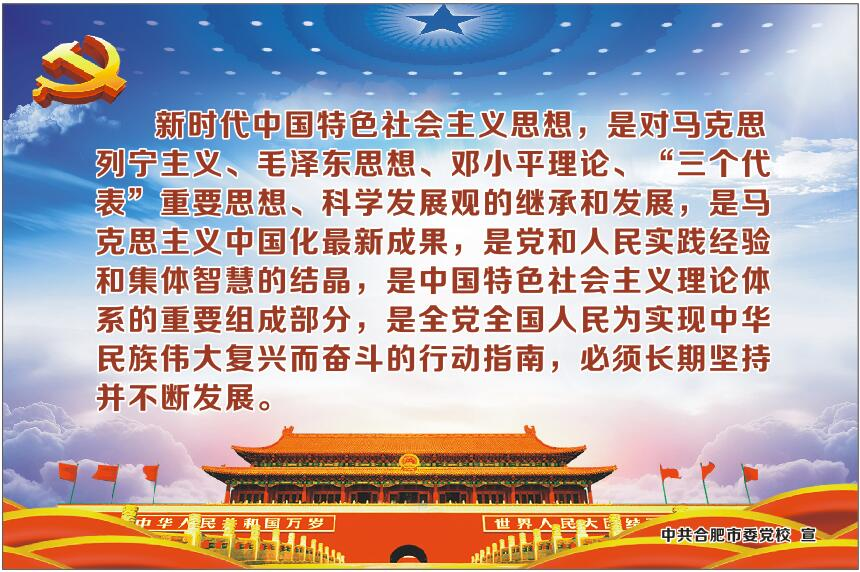 新时代中国特色社会主义思想，是对马克思
列宁主义、毛泽东思想、邓小平理论、“三个代
表”重要思想、科学发展观的继承和发展，是马
克思主义中国化最新成果，是党和人民实践经验
和集体智慧的结晶，是中国特色社会主义理论体
系的重要组成部分，是全党全国人民为实现中华
民族伟大复兴而奋斗的行动指南，必须长期坚持
并不断发展。
中华人民共和国万岁
世界人民大团结
中共合肥市委党校 宣